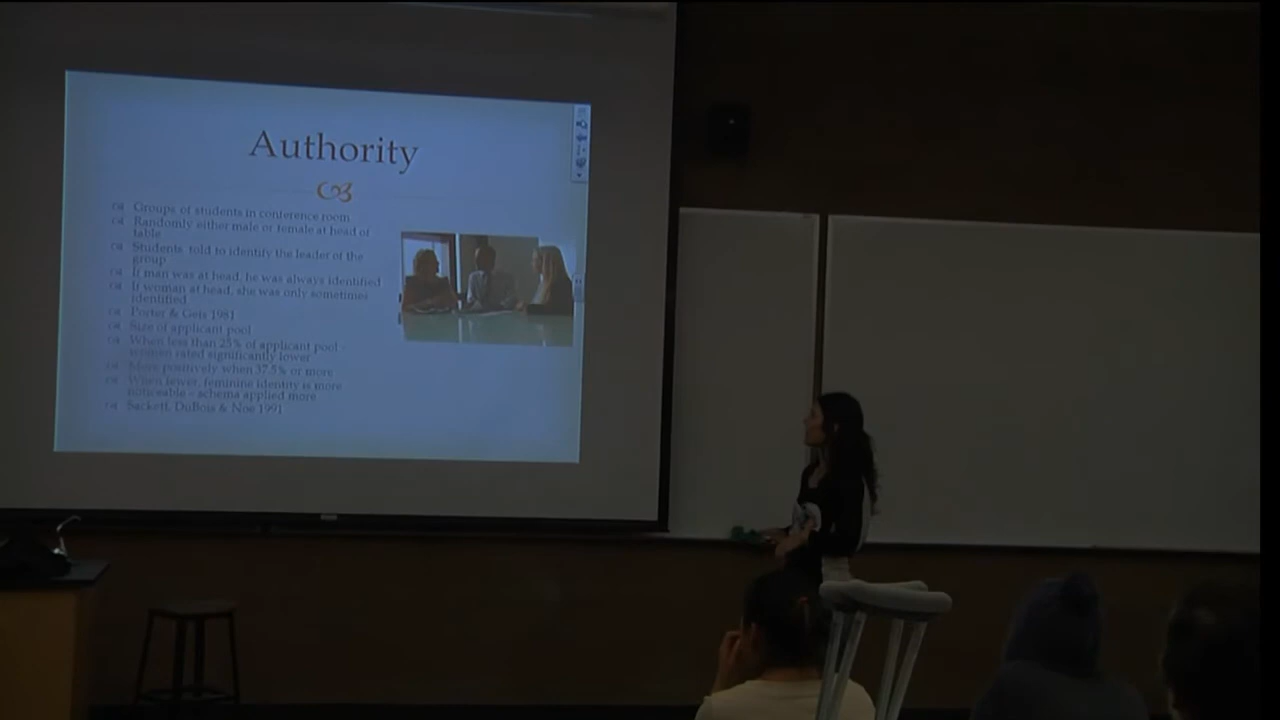 Authority
Groups of students in conference room
Randomly either male or female at head of
table
Students told to identify the leader of the
group
If man was at head, he was always identified
If woman at head, she was only sometimes
identified
Porter & Geis 1981
Size of applicant pool
When less than 25% of applicant pool -
women rated significantly lower
More positively when 37.5% or more
When fewer, feminine identity is more
noticeable – schema applied more
Sackett, DuBois & Noe 1991